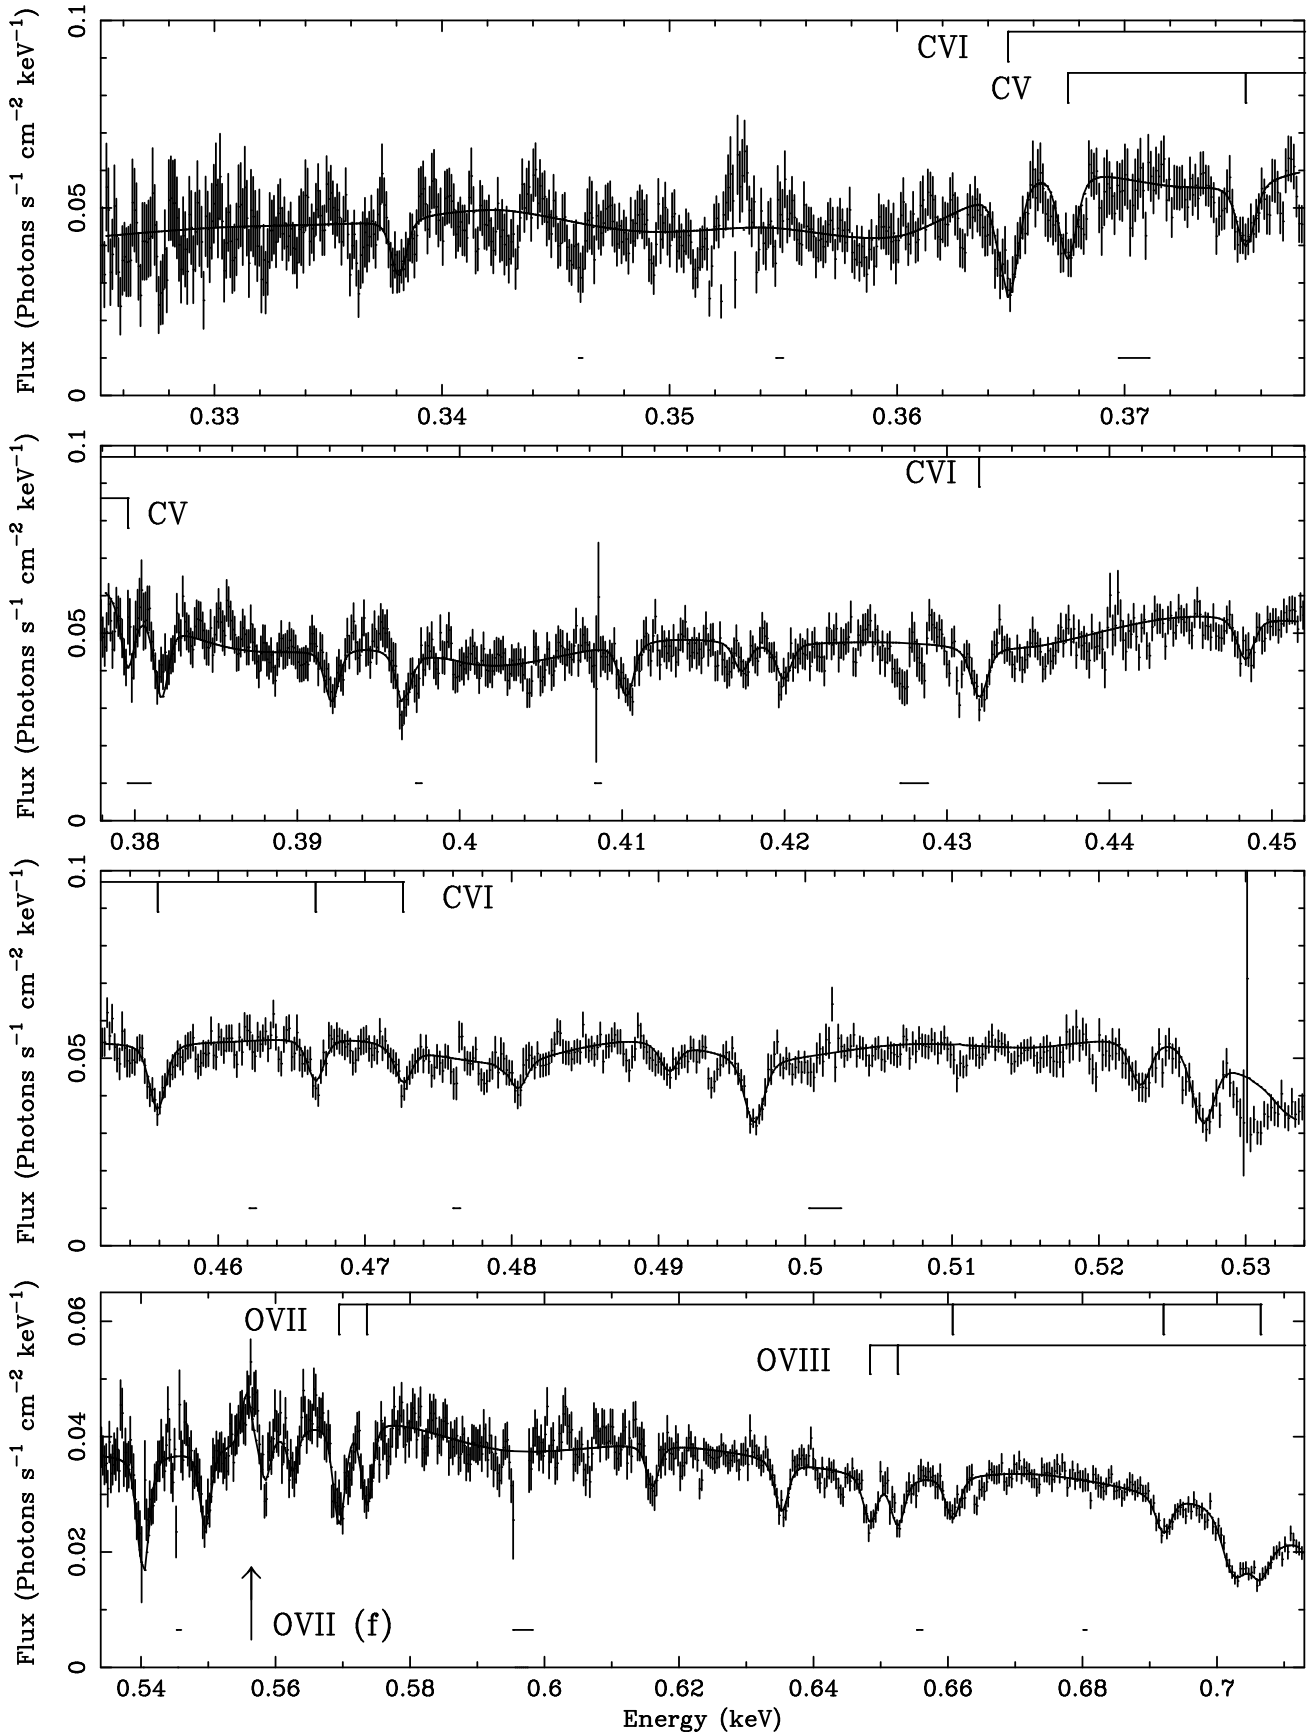 Flux (Photons s⁻¹ cm⁻² keV⁻¹)
0.1
0.05
0
CVI
CV
0.33 0.34 0.35 0.36 0.37
Flux (Photons s⁻¹ cm⁻² keV⁻¹)
0.1
0.05
0
CVI
CV
0.38 0.39 0.4 0.41 0.42 0.43 0.44 0.45
Flux (Photons s⁻¹ cm⁻² keV⁻¹)
0.1
0.05
0
CVI
0.46 0.47 0.48 0.49 0.5 0.51 0.52 0.53
Flux (Photons s⁻¹ cm⁻² keV⁻¹)
0.06
0.04
0.02
0
OVII
OVIII
OVII (f)
0.54 0.56 0.58 0.6 0.62 0.64 0.66 0.68 0.7
Energy (keV)